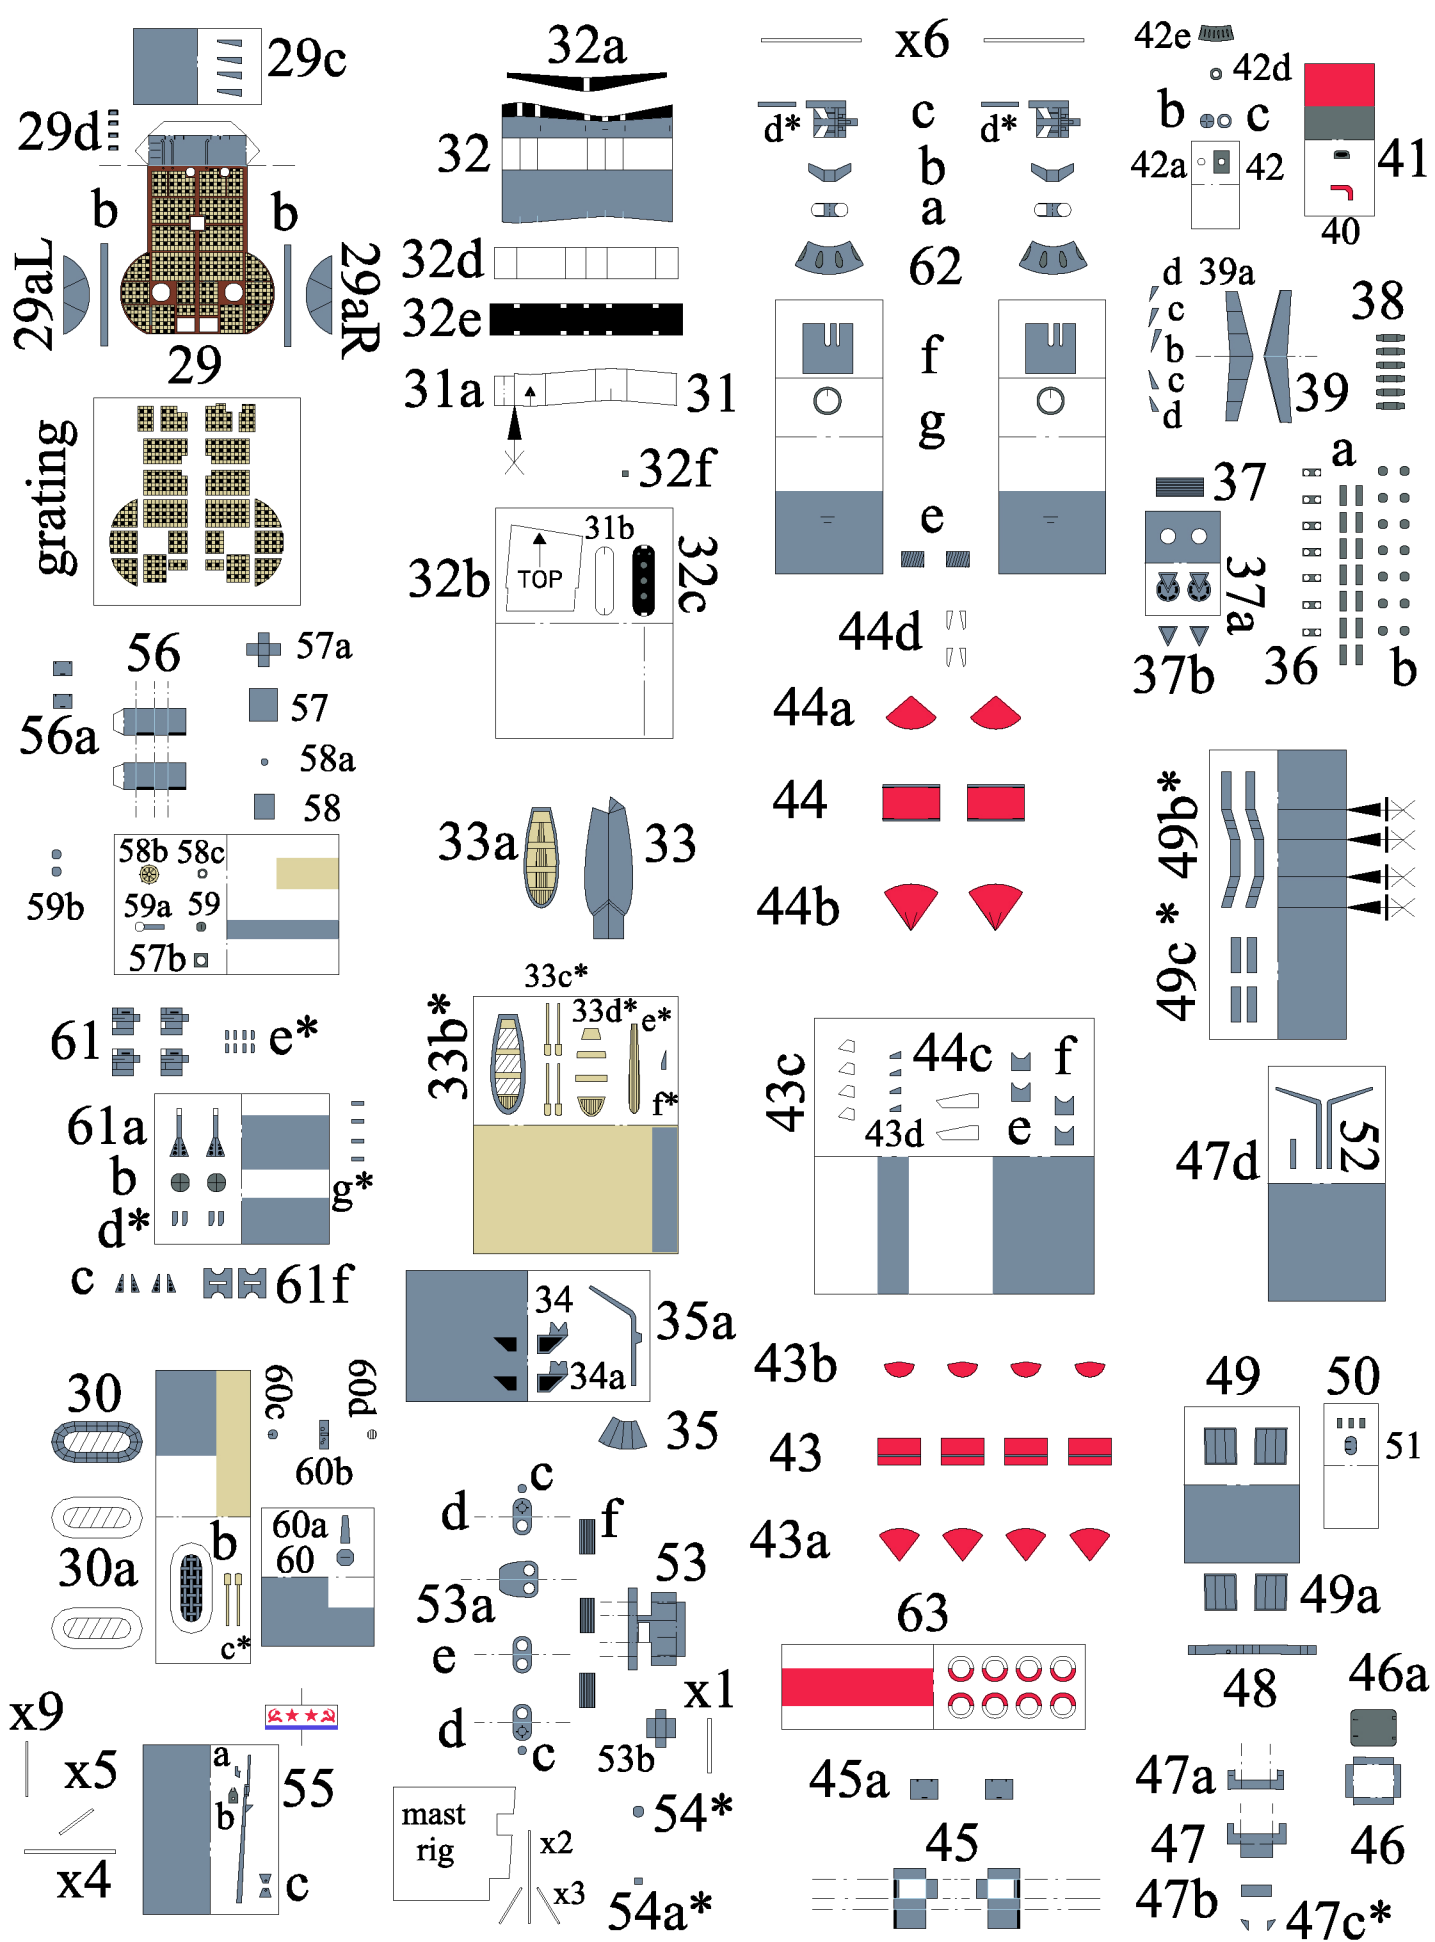 29c
29d
b
b
29aL
29aR
29
grating
56
56a
57a
57
58a
58
58b
58c
59a
59
59b
57b
61
e*
61a
b
d*
g*
c
61f
30
60c
60d
60b
60a
60
b
30a
c*
x9
x5
x4
a
b
55
c
32a
32
32d
32e
31a
31
32f
31b
32b
TOP
32c
33a
33
33c*
33b*
33d*
e*
f*
34
35a
34a
35
c
d
f
53
53a
e
x1
d
c
53b
mast
rig
x2
x3
54*
54a*
x6
c
d*
d*
b
a
62
f
g
e
44d
44a
44
44b
43c
44c
f
43d
e
43b
43
43a
63
45a
45
42e
42d
b
c
42a
42
41
40
d
39a
c
b
c
d
39
38
a
37
37a
37b
36
b
49b*
49c *
47d
52
49
50
51
49a
48
46a
47a
47
46
47b
47c*